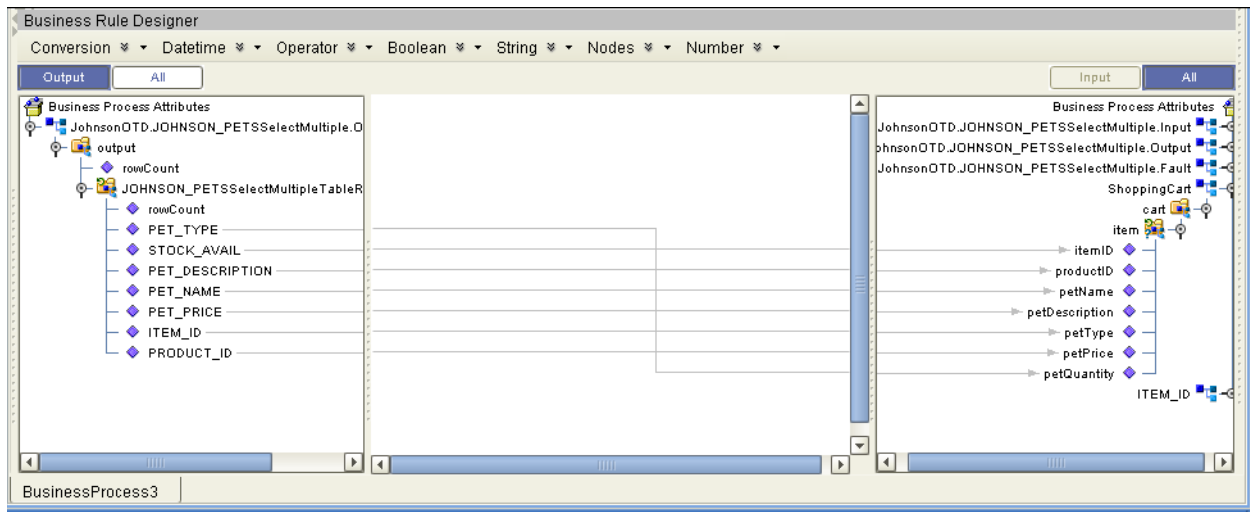 Business Rule Designer
Conversion Datetime Operator Boolean String Nodes Number
Output All Input All
Business Process Attributes
JohnsonOTD.JOHNSON_PETSSelectMultiple.O
output
rowCount
JOHNSON_PETSSelectMultipleTableR
rowCount
PET_TYPE
STOCK_AVAIL
PET_DESCRIPTION
PET_NAME
PET_PRICE
ITEM_ID
PRODUCT_ID
Business Process Attributes
JohnsonOTD.JOHNSON_PETSSelectMultiple.Input
ohnsonOTD.JOHNSON_PETSSelectMultiple.Output
JohnsonOTD.JOHNSON_PETSSelectMultiple.Fault
ShoppingCart
cart
item
itemID
productID
petName
petDescription
petType
petPrice
petQuantity
ITEM_ID
BusinessProcess3